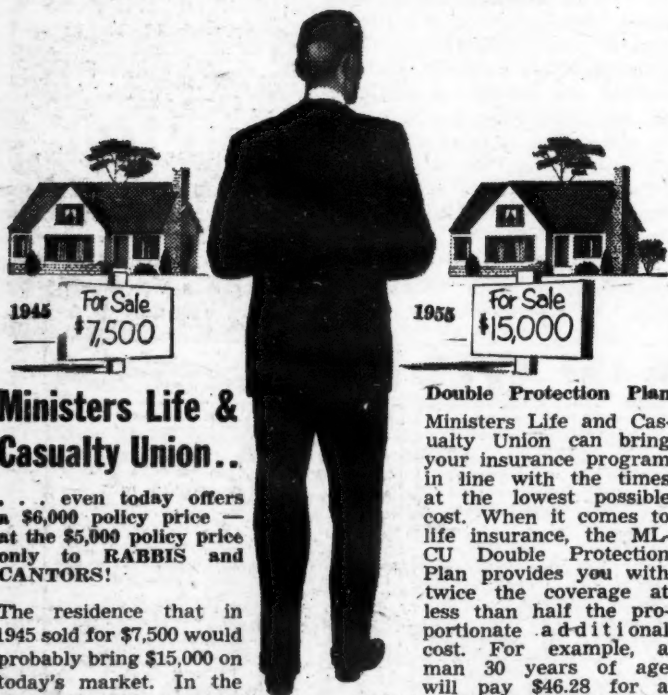 1945
For Sale
$7,500
1955
For Sale
$15,000
Ministers Life &
Casualty Union..
. . . even today offers
a $6,000 policy price —
at the $5,000 policy price
only to RABBIS and
CANTORS!
The residence that in
1945 sold for $7,500 would
probably bring $15,000 on
today's market. In the
Double Protection Plan
Ministers Life and Cas-
ualty Union can bring
your insurance program
in line with the times
at the lowest possible
cost. When it comes to
life insurance, the ML-
CU Double Protection
Plan provides you with
twice the coverage at
less than half the pro-
portionate additional
cost. For example, a
man 30 years of age
will pay $46.28 for a